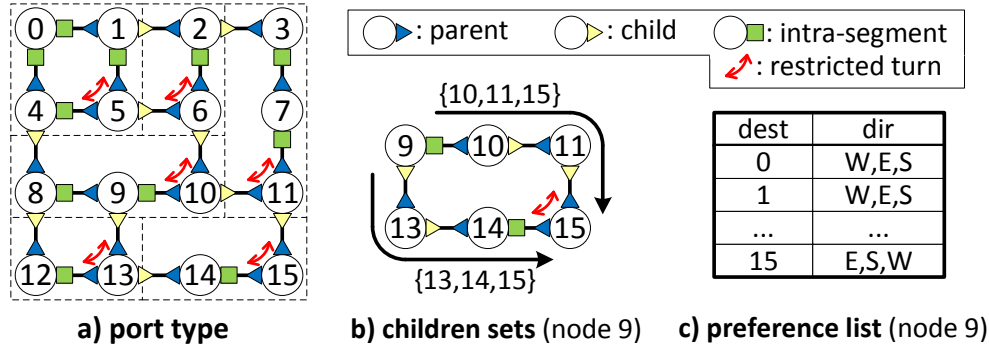 0 1 2 3
4 5 6 7
8 9 10 11
12 13 14 15
a) port type
: parent : child : intra-segment
: restricted turn
{10,11,15}
9 10 11
13 14 15
{13,14,15}
b) children sets (node 9)
dest dir
0 W,E,S
1 W,E,S
... ...
15 E,S,W
c) preference list (node 9)